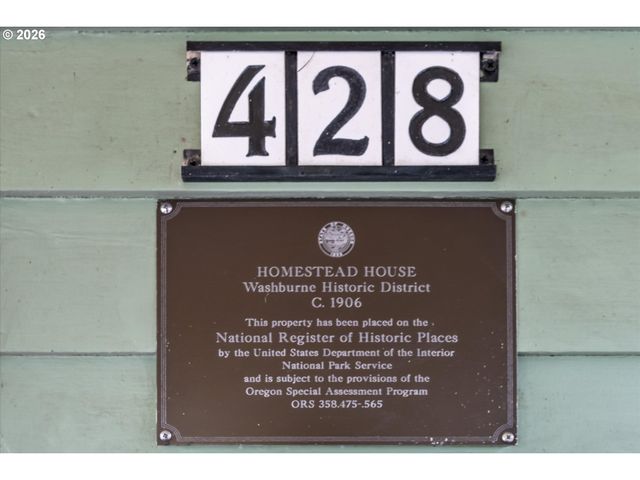 © 2026
428
HOMESTEAD HOUSE
Washburne Historic District
C. 1906
This property has been placed on the
National Register of Historic Places
by the United States Department of the Interior
National Park Service
and is subject to the provisions of the
Oregon Special Assessment Program
ORS 358.475-.565